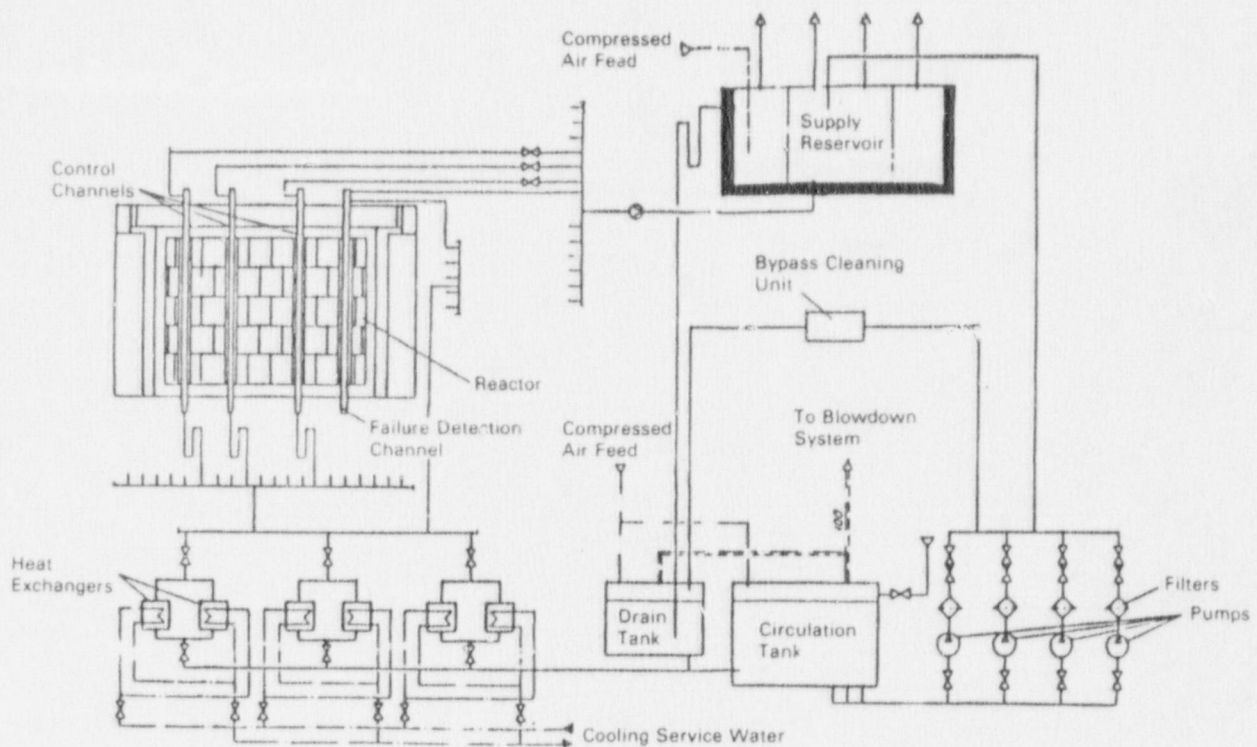 Compressed
Air Feed
Supply
Reservoir
Control
Channels
Bypass Cleaning
Unit
Reactor
Failure Detection
Channel
Compressed
Air Feed
To Blowdown
System
100
Heat
Exchangers
Drain
Tank
Circulation
Tank
Filters
Pumps
Cooling Service Water